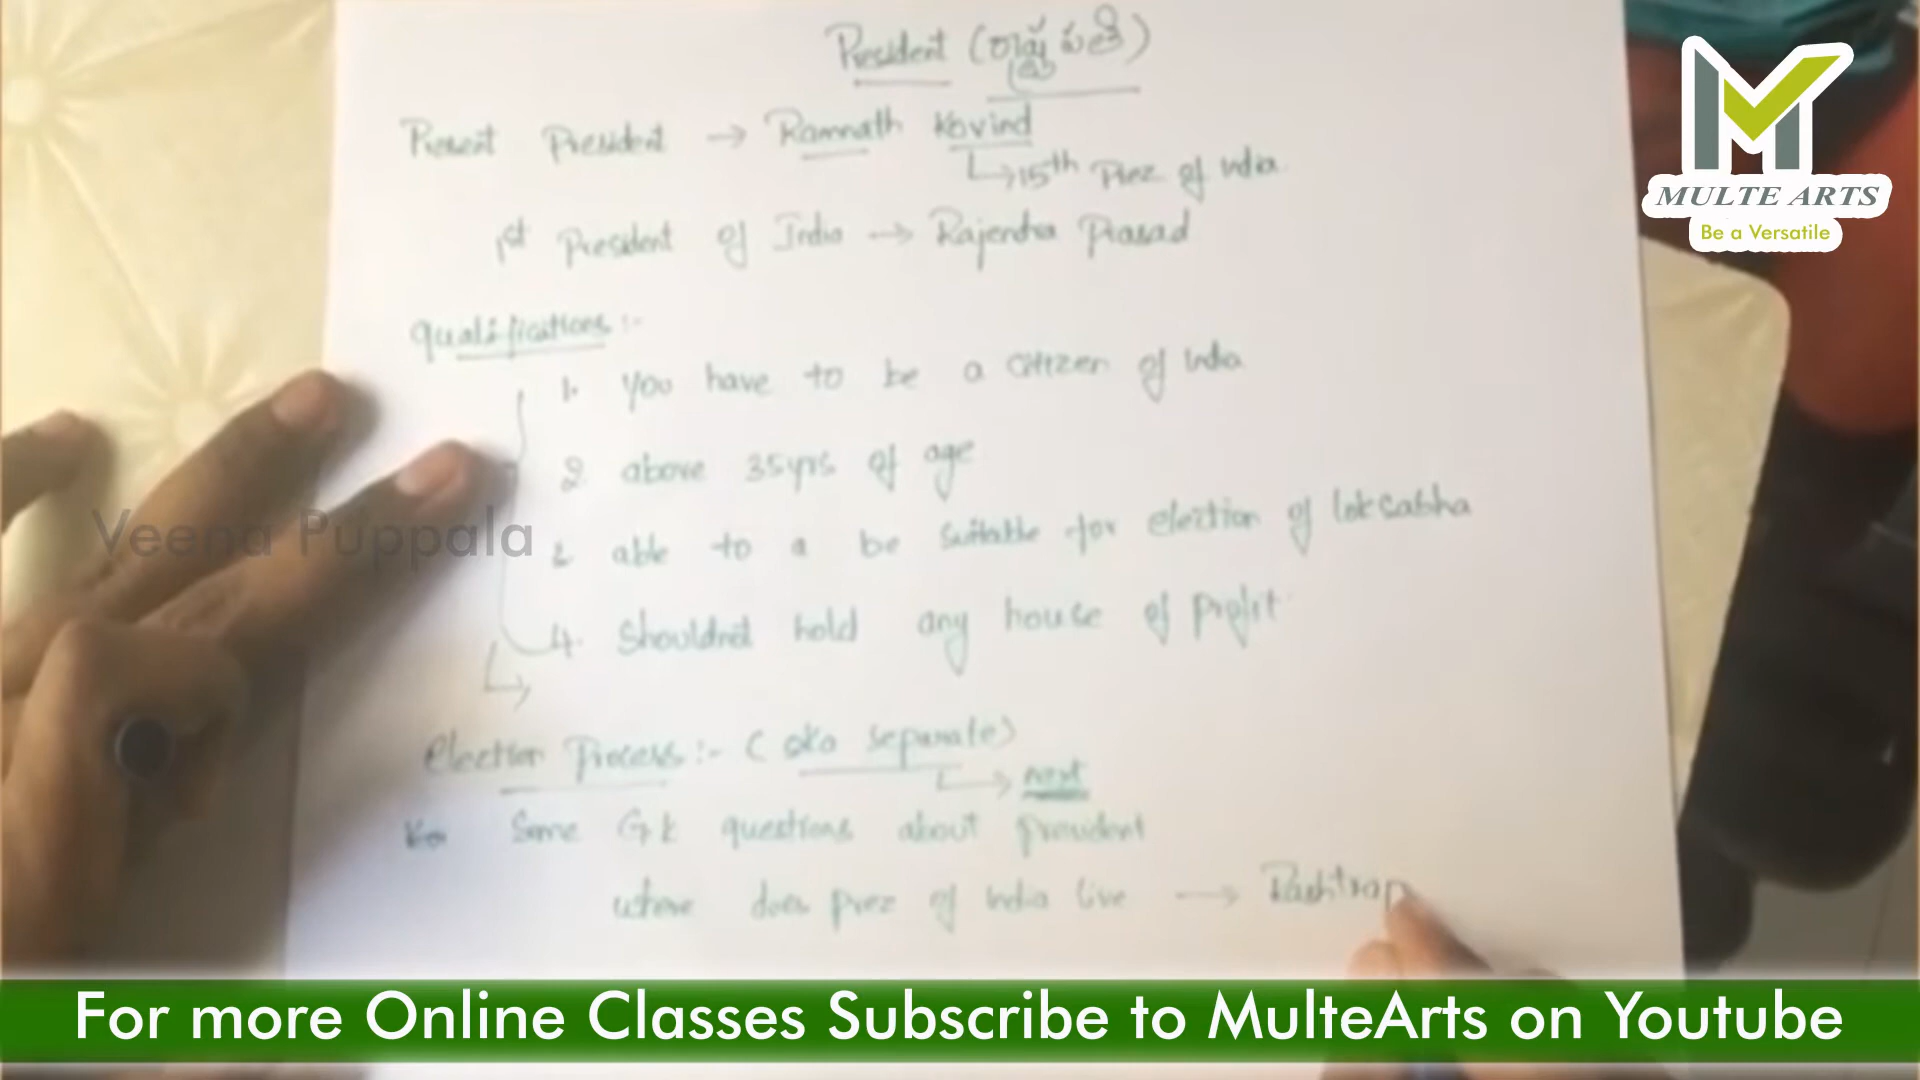 President (రాష్ట్రపతి)
Present President → Ramnath Kovind
↳ 15th Prez of India
1st President of India → Rajendra Prasad
Qualifications :-
1. You have to be a citizen of India
2. above 35yrs of age
able to a be suitable for election of loksabha
4. Shouldn't hold any house of profit
Election Process :- (oka separate)
↳ next
Some GK questions about president
where does prez of India live → Rashtrap
MULTE ARTS
Be a Versatile
Veena Puppala
For more Online Classes Subscribe to MulteArts on Youtube